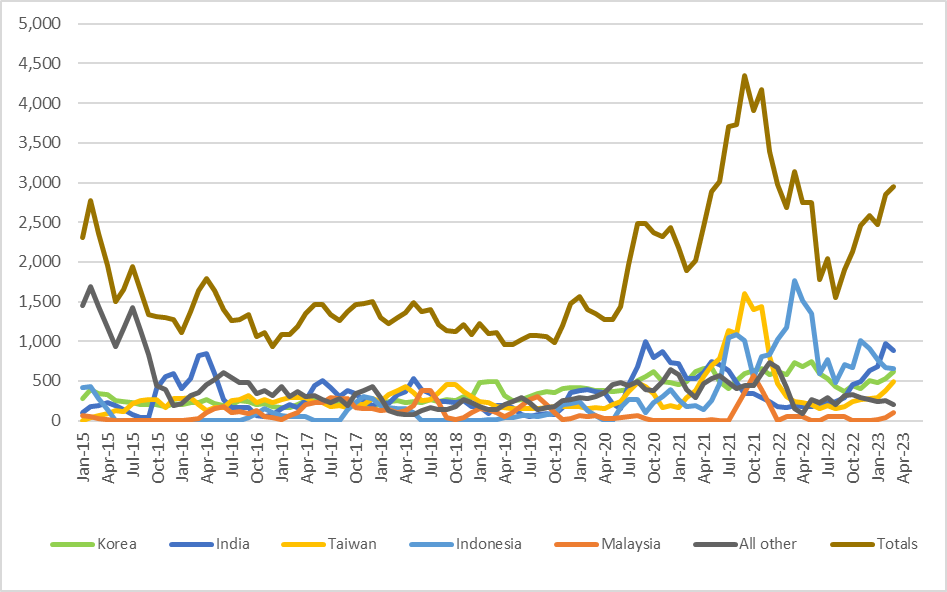 5,000
4,500
4,000
3,500
3,000
2,500
2,000
1,500
1,000
500
0
Jan-15
Apr-15
Jul-15
Oct-15
Jan-16
Apr-16
Jul-16
Oct-16
Jan-17
Apr-17
Jul-17
Oct-17
Jan-18
Apr-18
Jul-18
Oct-18
Jan-19
Apr-19
Jul-19
Oct-19
Jan-20
Apr-20
Jul-20
Oct-20
Jan-21
Apr-21
Jul-21
Oct-21
Jan-22
Apr-22
Jul-22
Oct-22
Jan-23
Apr-23
Korea India Taiwan Indonesia Malaysia All other Totals